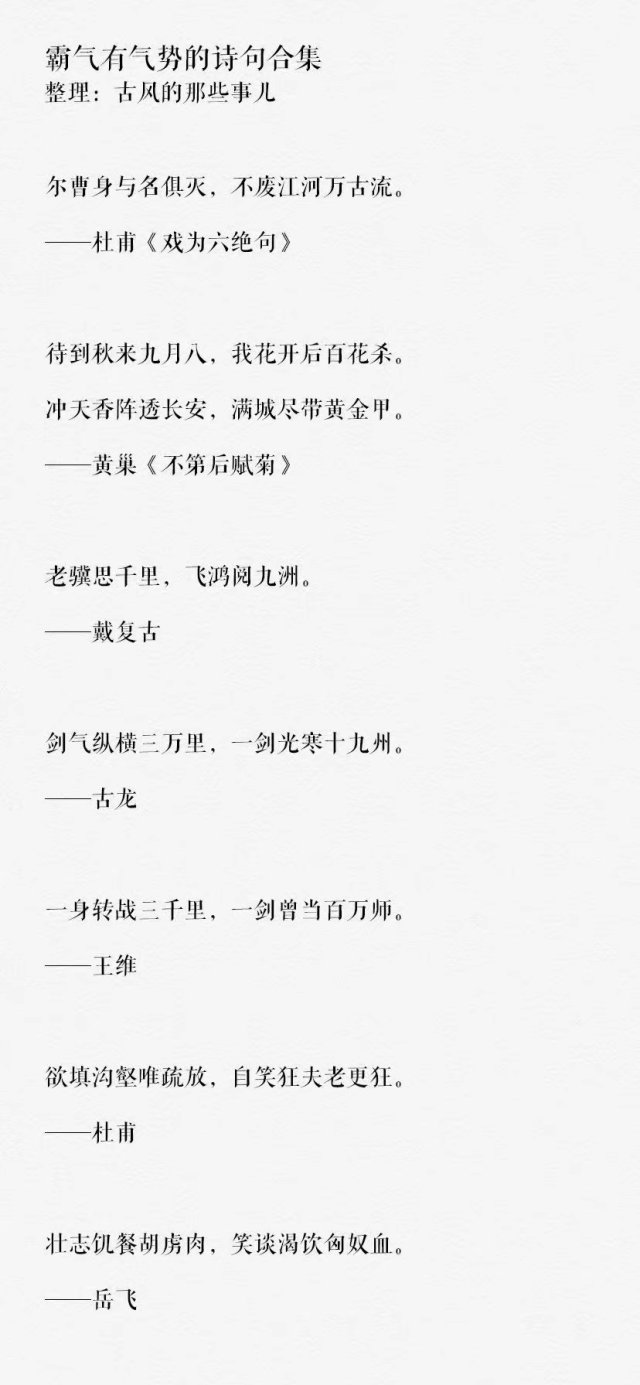 霸气有气势的诗句合集
整理：古风的那些事儿
尔曹身与名俱灭，不废江河万古流。
——杜甫《戏为六绝句》
待到秋来九月八，我花开后百花杀。
冲天香阵透长安，满城尽带黄金甲。
——黄巢《不第后赋菊》
老骥思千里，飞鸿阅九洲。
——戴复古
剑气纵横三万里，一剑光寒十九州。
——古龙
一身转战三千里，一剑曾当百万师。
——王维
欲填沟壑唯疏放，自笑狂夫老更狂。
——杜甫
壮志饥餐胡虏肉，笑谈渴饮匈奴血。
——岳飞